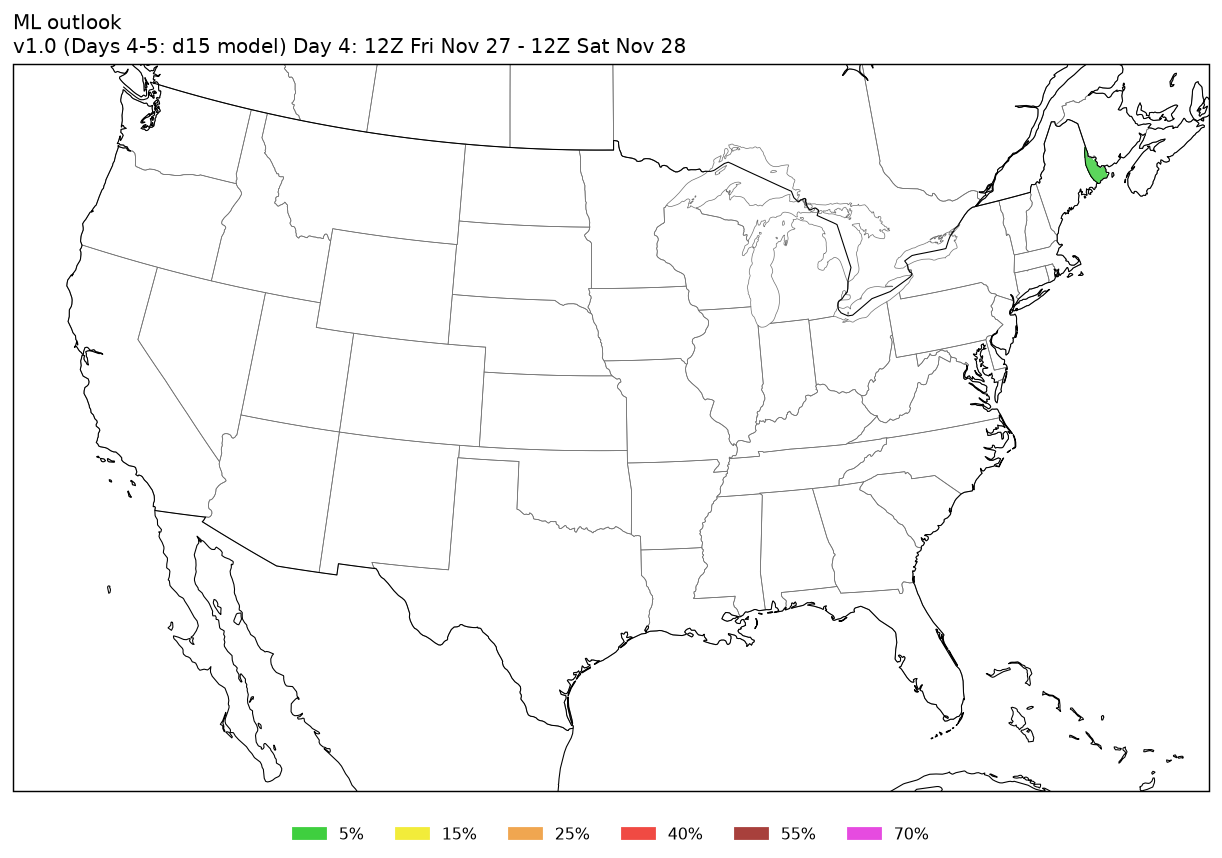 ML outlook
v1.0 (Days 4-5: d15 model) Day 4: 12Z Fri Nov 27 - 12Z Sat Nov 28
5% 15% 25% 40% 55% 70%